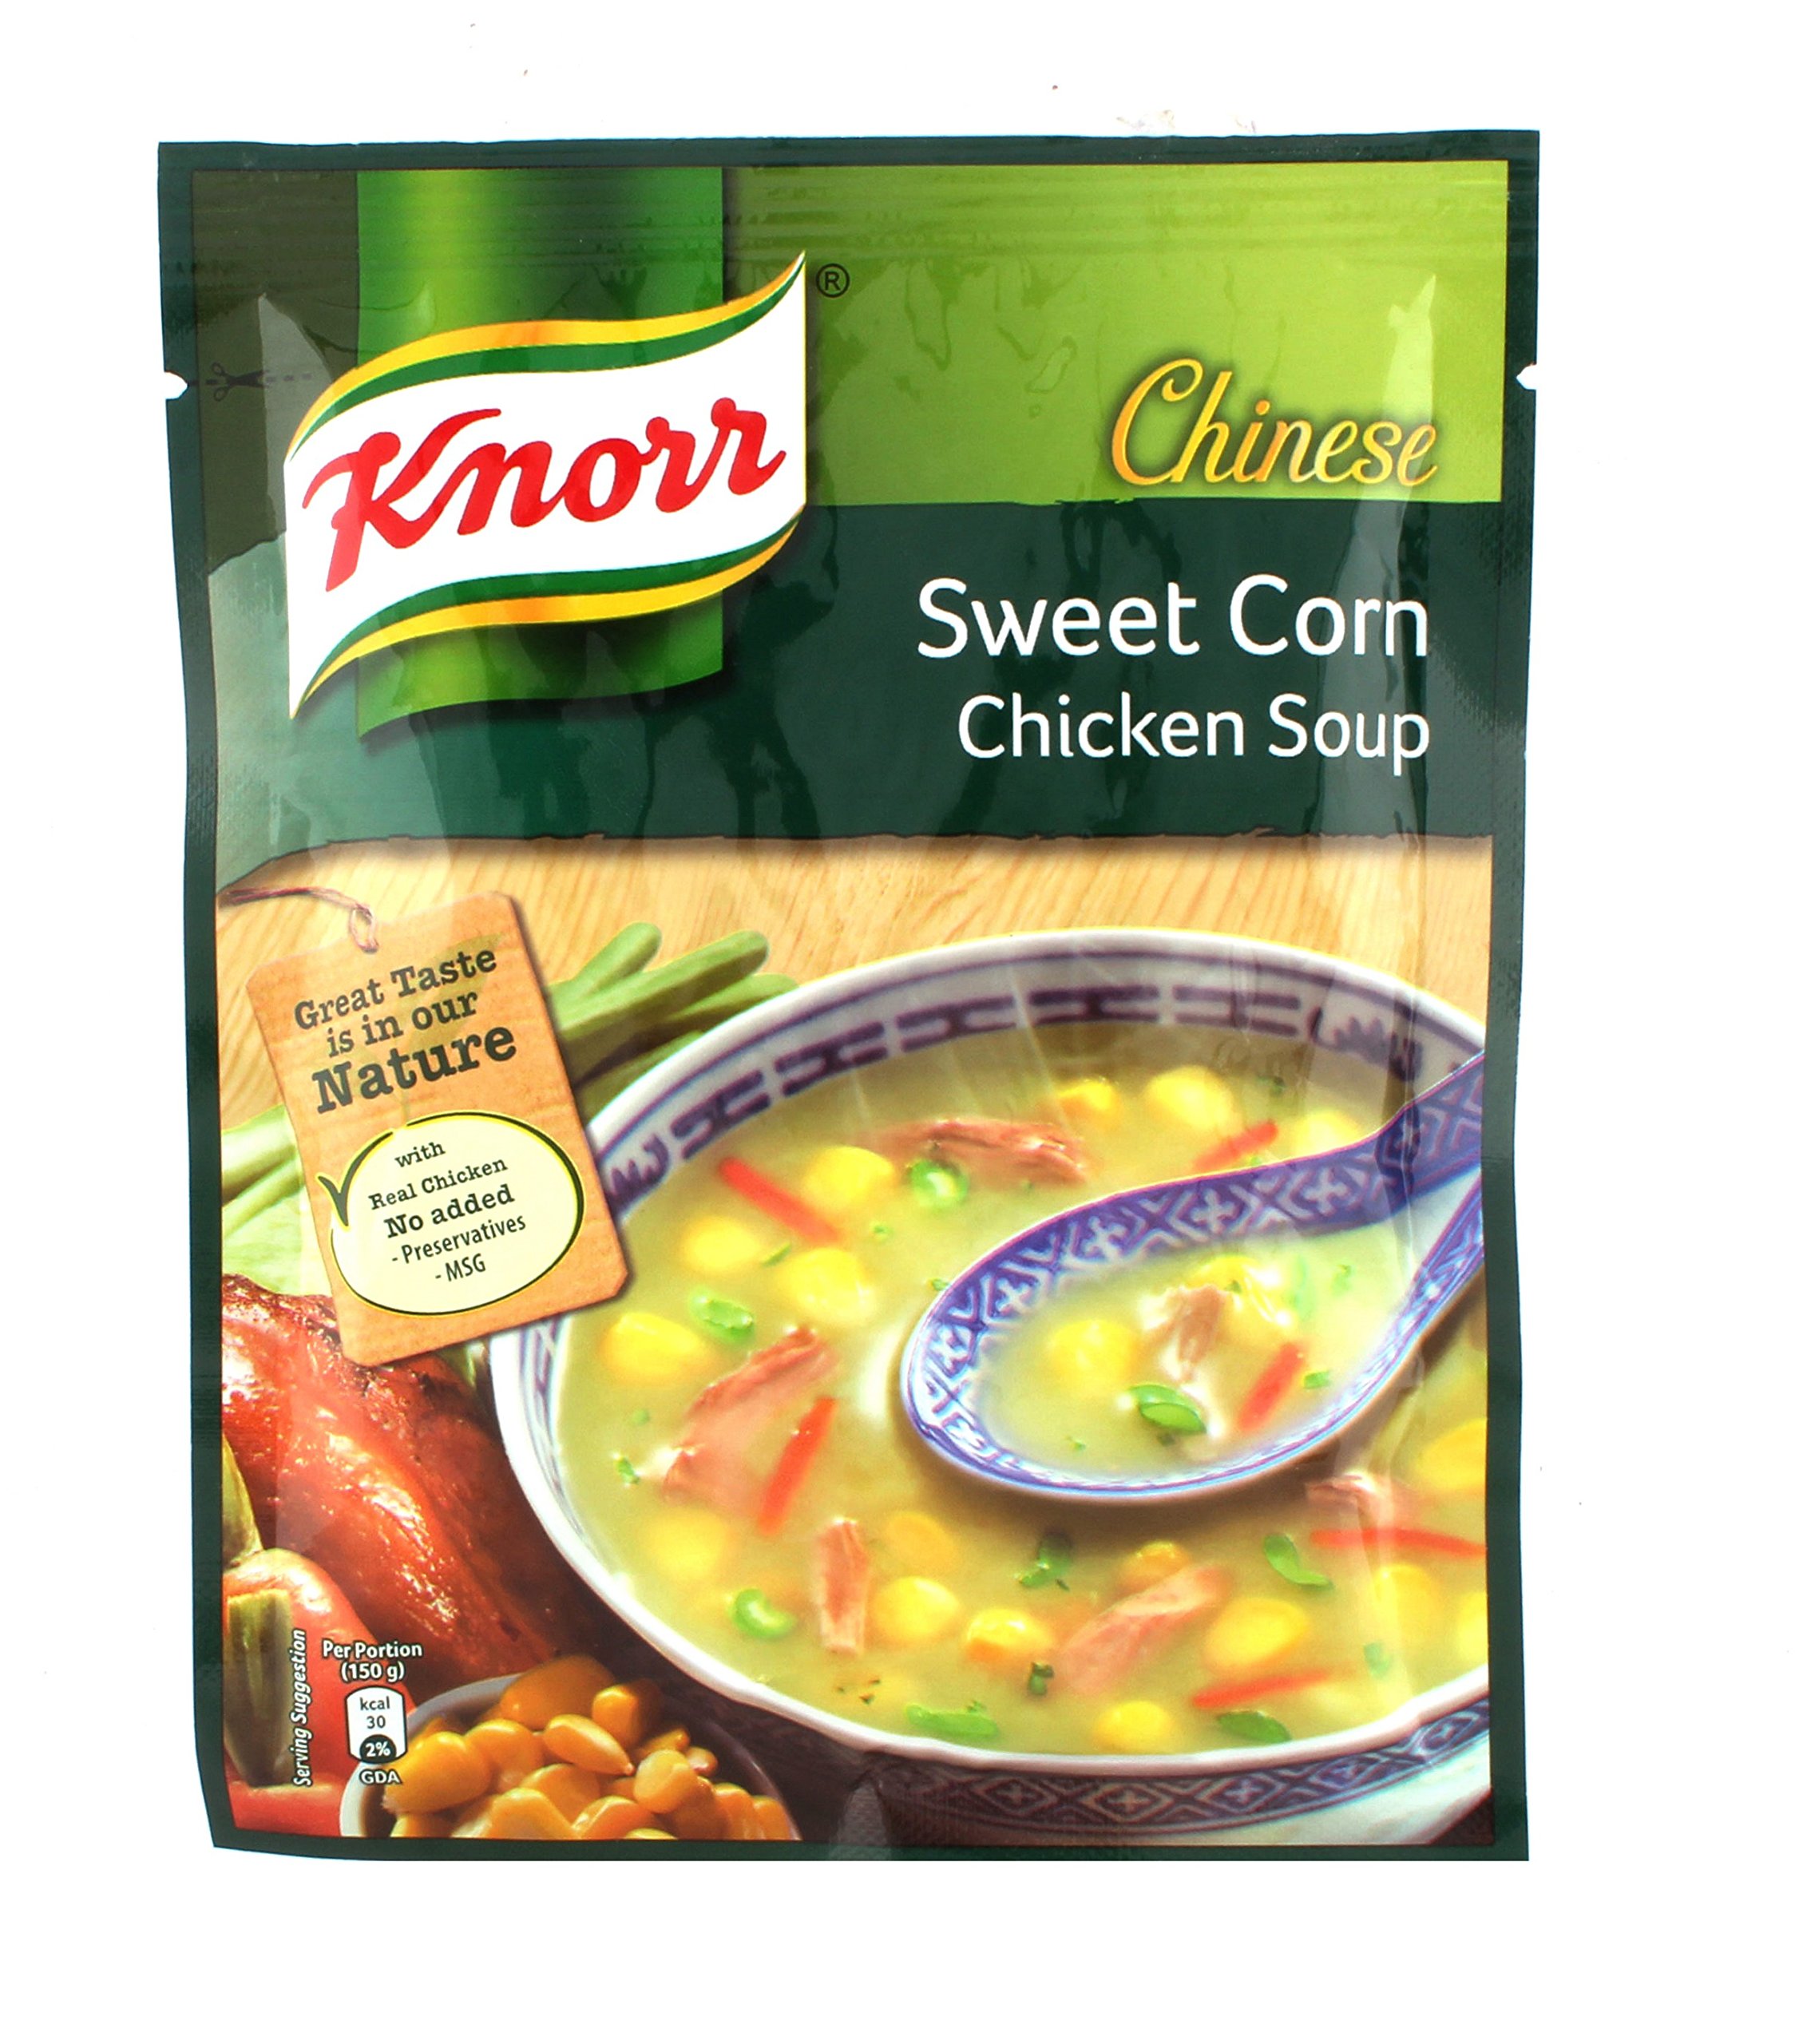 Knorr®
Chinese
Sweet Corn
Chicken Soup
Great Taste
is in our
Nature
with
Real Chicken
No added
- Preservatives
- MSG
Serving Suggestion
Per Portion
(150 g)
kcal
30
2%
GDA